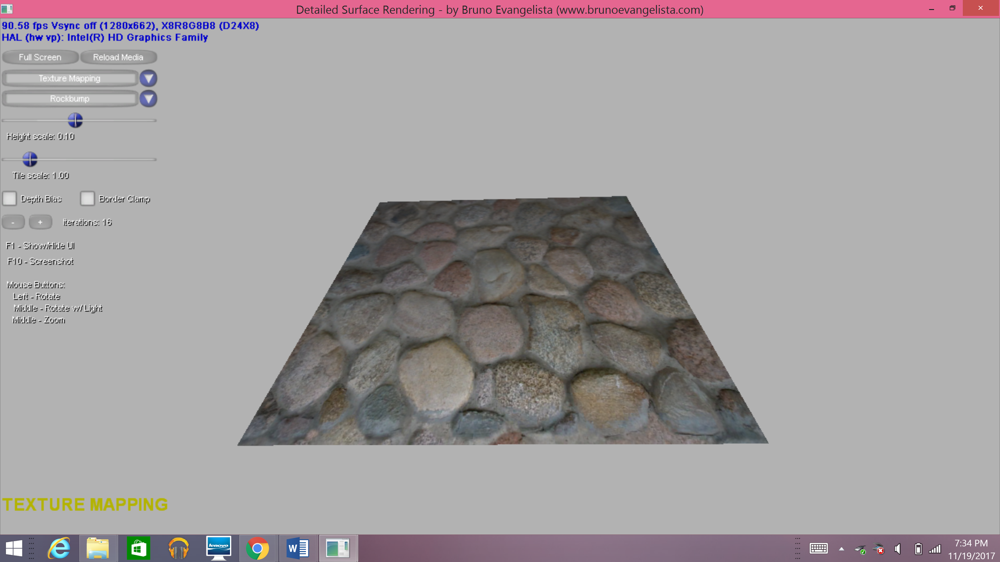 Detailed Surface Rendering - by Bruno Evangelista (www.brunoevangelista.com)
90.58 fps Vsync off (1280x662), X8R8G8B8 (D24X8)
HAL (hw vp): Intel(R) HD Graphics Family
Full Screen
Reload Media
Texture Mapping
Rockbump
Height scale: 0.10
Tile scale: 1.00
Depth Bias
Border Clamp
- + Iterations: 16
F1 - Show/Hide UI
F10 - Screenshot
Mouse Buttons:
Left - Rotate
Middle - Rotate w/ Light
Middle - Zoom
TEXTURE MAPPING
lenovo
W
7:34 PM
11/19/2017